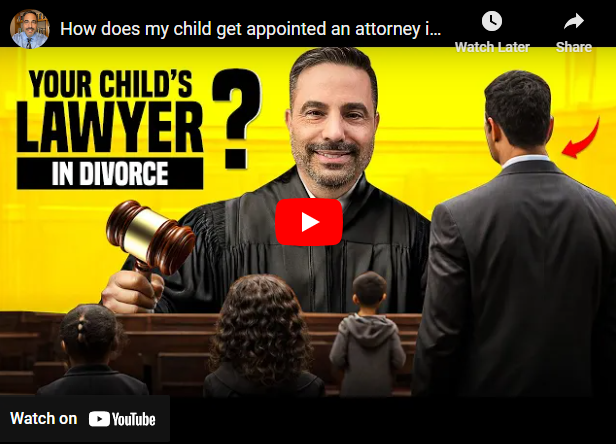 How does my child get appointed an attorney i...
Watch Later
Share
YOUR CHILD'S
LAWYER
IN DIVORCE
?
Watch on YouTube